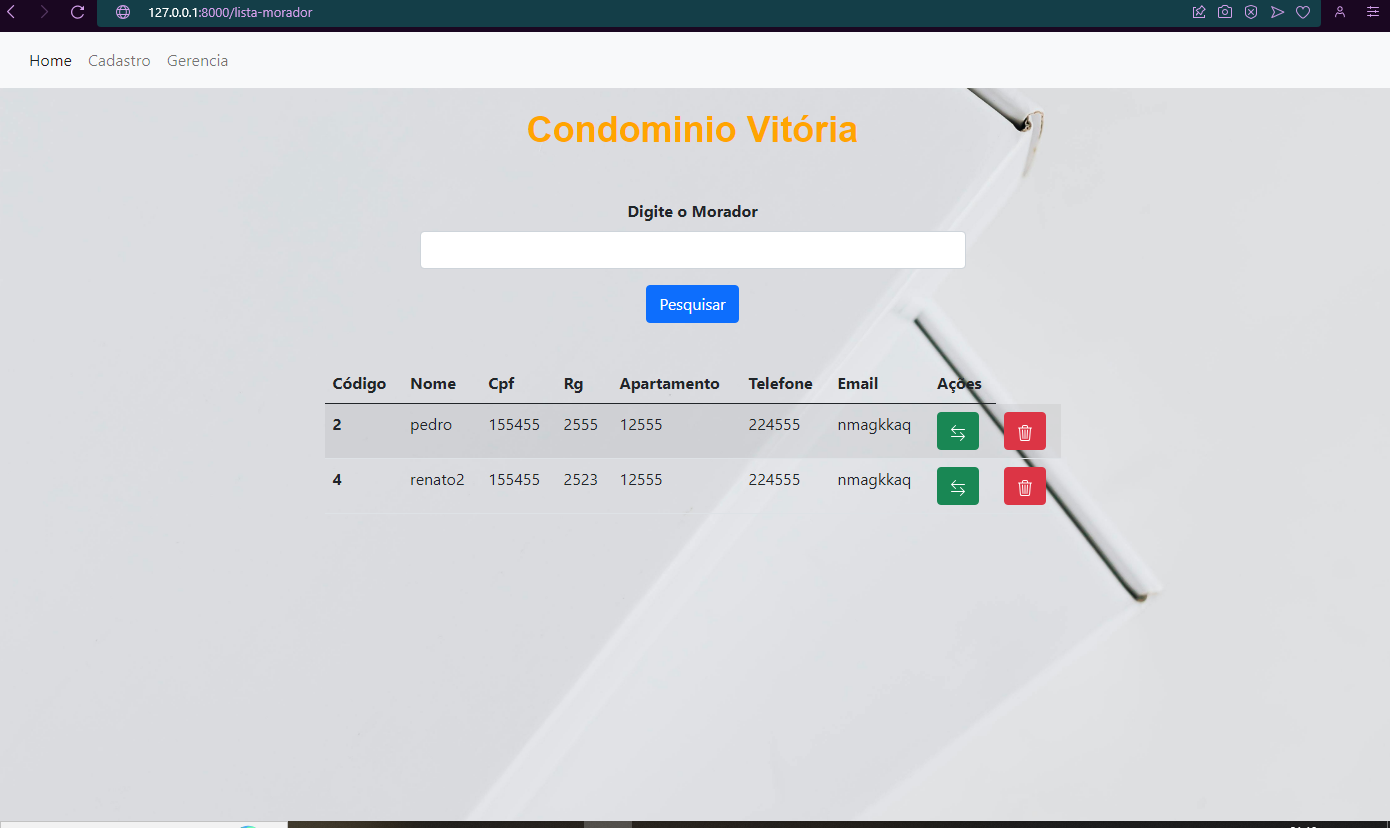 127.0.0.1:8000/lista-morador
Home Cadastro Gerencia
Condominio Vitória
Digite o Morador
Pesquisar
Código Nome Cpf Rg Apartamento Telefone Email Ações
2 pedro 155455 2555 12555 224555 nmagkkaq
4 renato2 155455 2523 12555 224555 nmagkkaq